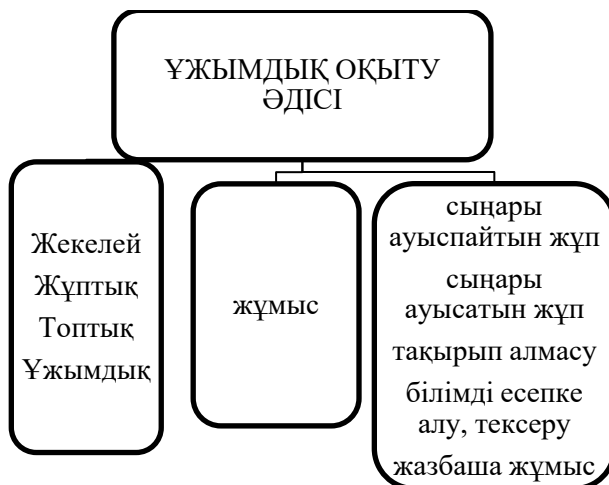 ҰЖЫМДЫҚ ОҚЫТУ
ӘДІСІ
Жекелей
Жұптық
Топтық
Ұжымдық
жұмыс
сыңары
ауыспайтын жұп
сыңары
ауысатын жұп
тақырып алмасу
білімді есепке
алу, тексеру
жазбаша жұмыс